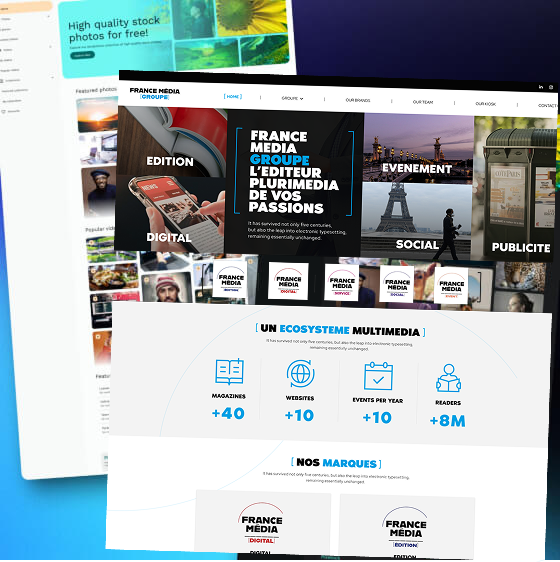 High quality stock
photos for free!
Featured photos
Popular vide
Featu
FRANCE MÉDIA
[GROUPE]
[ HOME ]
GROUPE
OUR BRANDS
OUR TEAM
OUR KIOSK
CONTACT
EDITION
DIGITAL
FRANCE
MEDIA
GROUPE
L'EDITEUR
PLURIMEDIA
DE VOS
PASSIONS
It has survived not only five centuries,
but also the leap into electronic typesetting,
remaining essentially unchanged.
NEWS
EVENEMENT
SOCIAL
PUBLICITE
FRANCE
MÉDIA
[EDITION]
FRANCE
MÉDIA
[DIGITAL]
FRANCE
MÉDIA
[SERVICE]
FRANCE
MÉDIA
[SOCIAL]
FRANCE
MÉDIA
[EVENT]
[ UN ECOSYSTEME MULTIMEDIA ]
It has survived not only five centuries, but also the leap into electronic typesetting,
remaining essentially unchanged.
MAGAZINES
+40
WEBSITES
+10
EVENTS PER YEAR
+10
READERS
+8M
[ NOS MARQUES ]
It has survived not only five centuries, but also the leap into electronic typesetting,
remaining essentially unchanged.
FRANCE
MÉDIA
[DIGITAL]
DIGITAL
FRANCE
MÉDIA
[EDITION]
EDITION